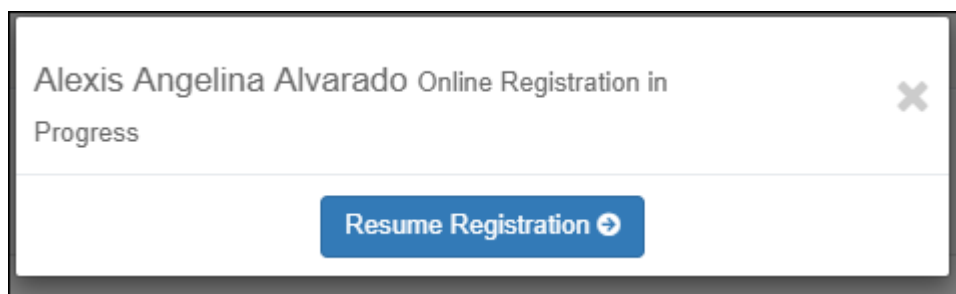 Alexis Angelina Alvarado Online Registration in
Progress
Resume Registration